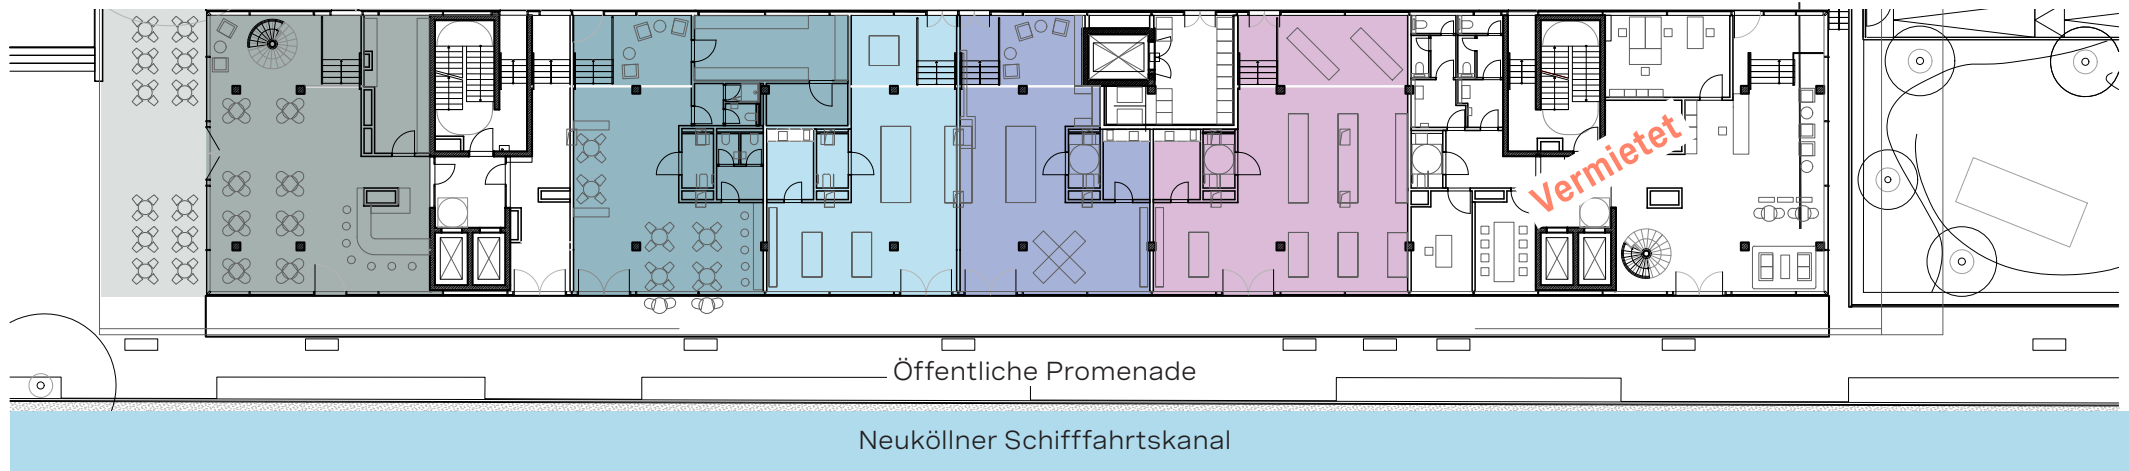 Vermietet
Öffentliche Promenade
Neuköllner Schifffahrtskanal